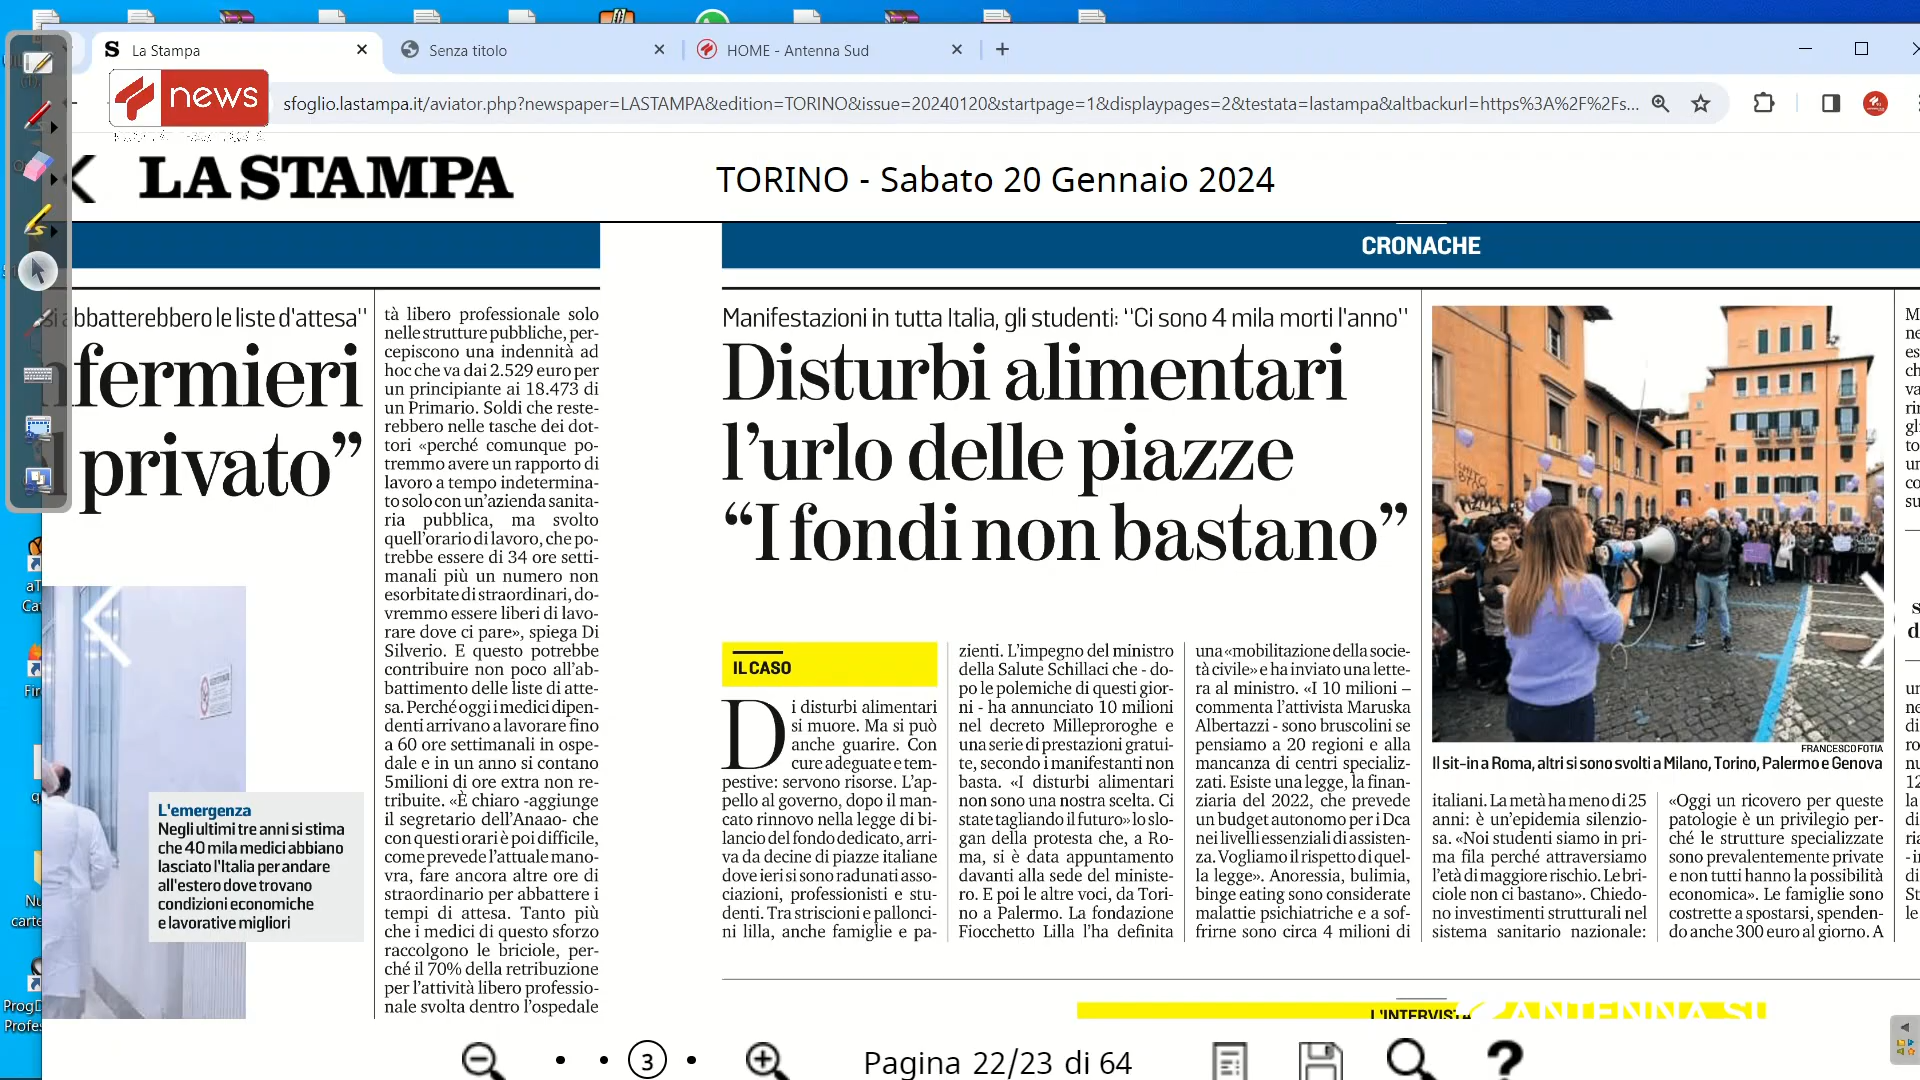 La Stampa
Senza titolo
HOME - Antenna Sud
news
sfoglio.lastampa.it/aviator.php?newspaper=LASTAMPA&edition=TORINO&issue=20240120&startpage=1&displaypages=2&testata=lastampa&altbackurl=https%3A%2F%2Fs...
LA STAMPA
TORINO - Sabato 20 Gennaio 2024
CRONACHE
si abbatterebbero le liste d'attesa"
nfermieri
l privato”
L'emergenza
Negli ultimi tre anni si stima
che 40 mila medici abbiano
lasciato l'Italia per andare
all'estero dove trovano
condizioni economiche
e lavorative migliori
tà libero professionale solo
nelle strutture pubbliche, per-
cepiscono una indennità ad
hoc che va dai 2.529 euro per
un principiante ai 18.473 di
un Primario. Soldi che reste-
rebbero nelle tasche dei dot-
tori «perché comunque po-
tremmo avere un rapporto di
lavoro a tempo indetermina-
to solo con un'azienda sanita-
ria pubblica, ma svolto
quell'orario di lavoro, che po-
trebbe essere di 34 ore setti-
manali più un numero non
esorbitate di straordinari, do-
vremmo essere liberi di lavo-
rare dove ci pare», spiega Di
Silverio. E questo potrebbe
contribuire non poco all'ab-
battimento delle liste di atte-
sa. Perché oggi i medici dipen-
denti arrivano a lavorare fino
a 60 ore settimanali in ospe-
dale e in un anno si contano
5 milioni di ore extra non re-
tribuite. «È chiaro -aggiunge
il segretario dell'Anaao- che
con questi orari è poi difficile,
come prevede l'attuale mano-
vra, fare ancora altre ore di
straordinario per abbattere i
tempi di attesa. Tanto più
che i medici di questo sforzo
raccolgono le briciole, per-
ché il 70% della retribuzione
per l'attività libero professio-
nale svolta dentro l'ospedale
Manifestazioni in tutta Italia, gli studenti: "Ci sono 4 mila morti l'anno"
Disturbi alimentari
l'urlo delle piazze
“I fondi non bastano”
IL CASO
Di disturbi alimentari
si muore. Ma si può
anche guarire. Con
cure adeguate e tem-
pestive: servono risorse. L'ap-
pello al governo, dopo il man-
cato rinnovo nella legge di bi-
lancio del fondo dedicato, arri-
va da decine di piazze italiane
dove ieri si sono radunati asso-
ciazioni, professionisti e stu-
denti. Tra striscioni e pallonci-
ni lilla, anche famiglie e pa-
zienti. L'impegno del ministro
della Salute Schillaci che - do-
po le polemiche di questi gior-
ni - ha annunciato 10 milioni
nel decreto Milleproroghe e
una serie di prestazioni gratui-
te, secondo i manifestanti non
basta. «I disturbi alimentari
non sono una nostra scelta. Ci
state tagliando il futuro» lo slo-
gan della protesta che, a Ro-
ma, si è data appuntamento
davanti alla sede del ministe-
ro. E poi le altre voci, da Tori-
no a Palermo. La fondazione
Fiocchetto Lilla l'ha definita
una «mobilitazione della socie-
tà civile» e ha inviato una lette-
ra al ministro. «I 10 milioni –
commenta l'attivista Maruska
Albertazzi - sono bruscolini se
pensiamo a 20 regioni e alla
mancanza di centri specializ-
zati. Esiste una legge, la finan-
ziaria del 2022, che prevede
un budget autonomo per i Dca
nei livelli essenziali di assisten-
za. Vogliamo il rispetto di quel-
la legge». Anoressia, bulimia,
binge eating sono considerate
malattie psichiatriche e a sof-
frirne sono circa 4 milioni di
FRANCESCO FOTIA
Il sit-in a Roma, altri si sono svolti a Milano, Torino, Palermo e Genova
italiani. La metà ha meno di 25
anni: è un'epidemia silenzio-
sa. «Noi studenti siamo in pri-
ma fila perché attraversiamo
l'età di maggiore rischio. Le bri-
ciole non ci bastano». Chiedo-
no investimenti strutturali nel
sistema sanitario nazionale:
«Oggi un ricovero per queste
patologie è un privilegio per-
ché le strutture specializzate
sono prevalentemente private
e non tutti hanno la possibilità
economica». Le famiglie sono
costrette a spostarsi, spenden-
do anche 300 euro al giorno. A
L'INTERVISTA
ANTENNA SU
3
Pagina 22/23 di 64